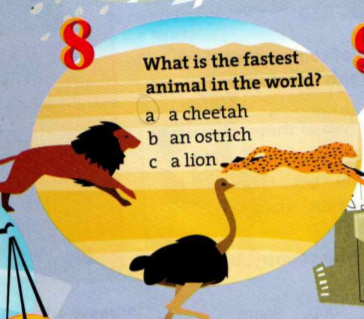 8
What is the fastest
animal in the world?
a a cheetah
b an ostrich
c a lion